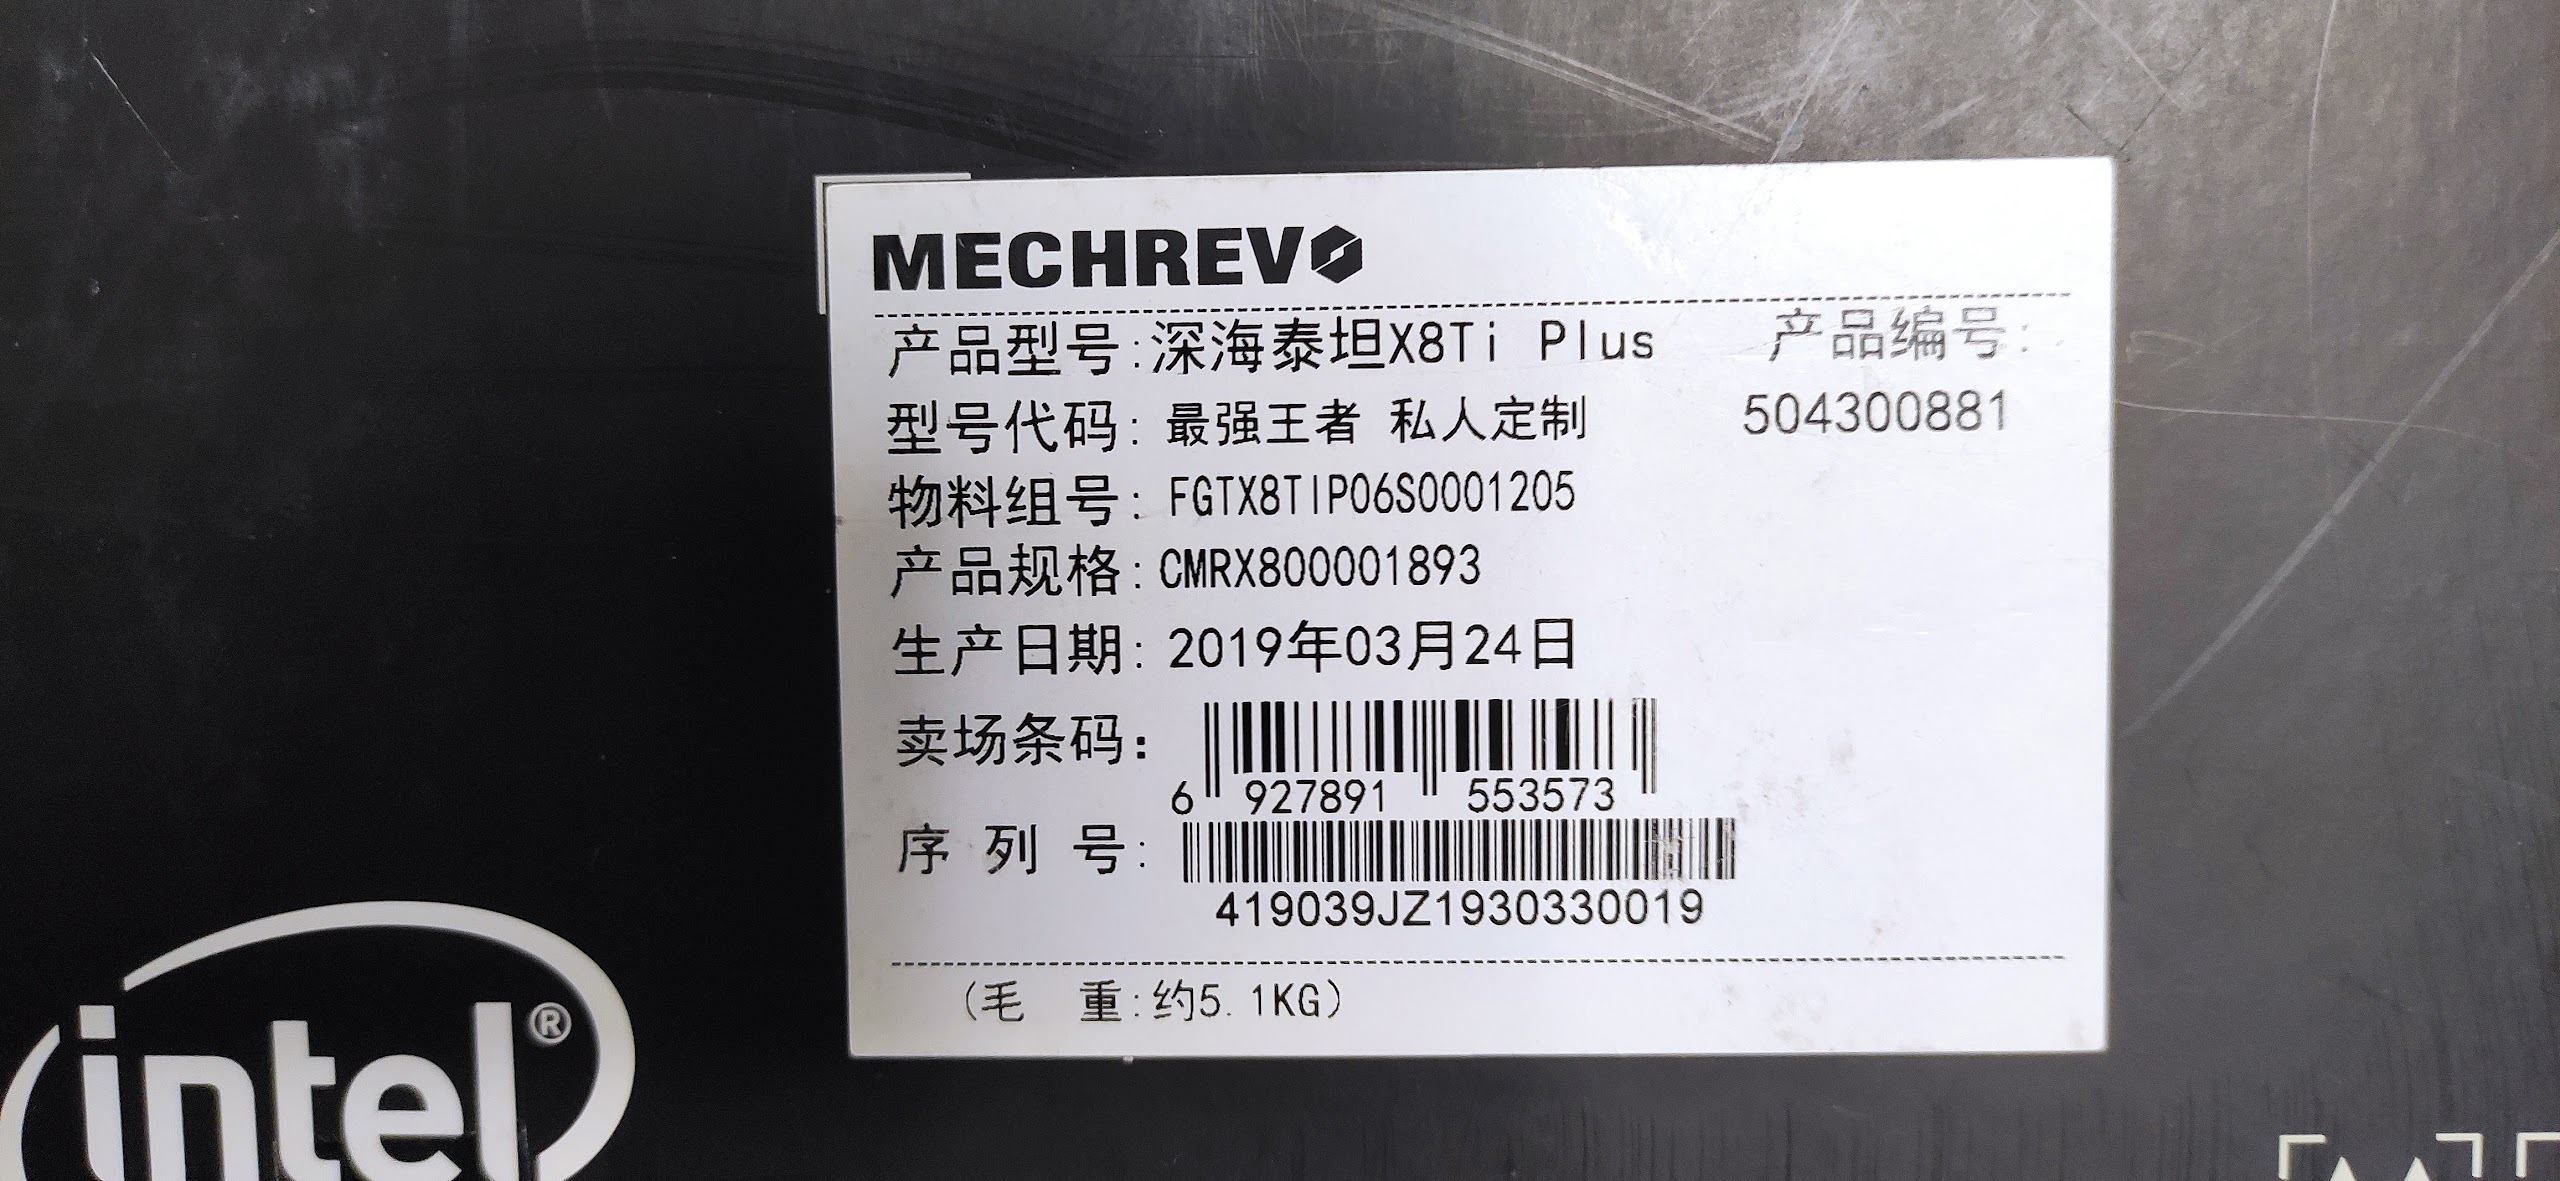 MECHREVO
产品型号:深海泰坦X8Ti Plus
产品编号:
型号代码: 最强王者 私人定制
504300881
物料组号: FGTX8TIP06S0001205
产品规格: CMRX800001893
生产日期: 2019年03月24日
卖场条码:
6 927891 553573
序 列 号:
419039JZ1930330019
(毛 重:约5.1KG)
intel®